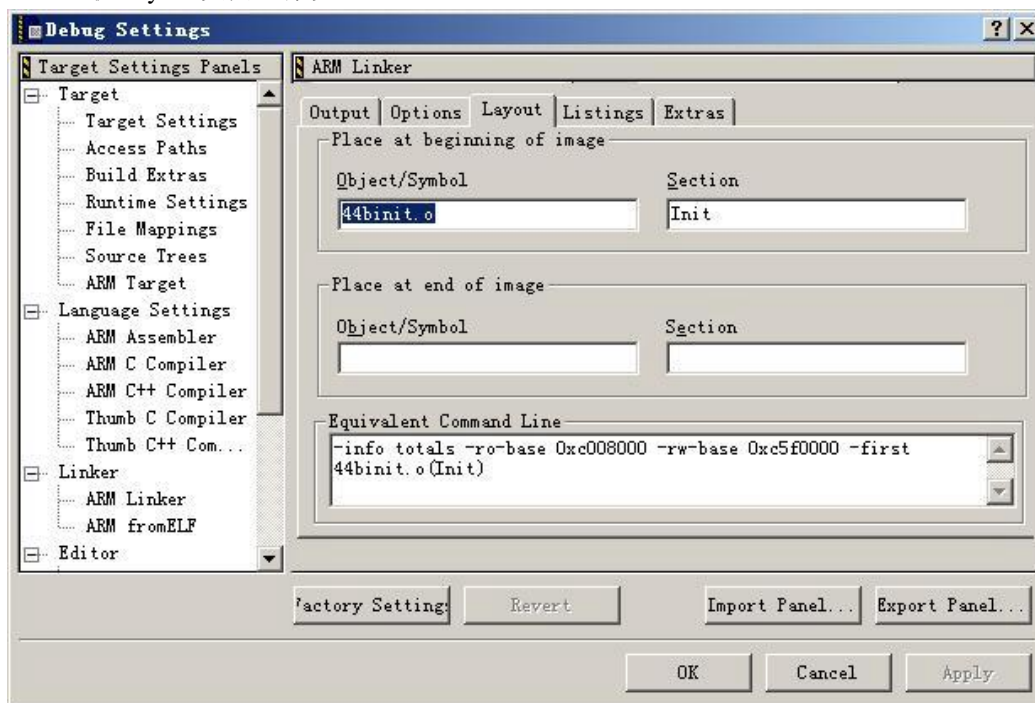 Debug Settings
Target Settings Panels
Target
Target Settings
Access Paths
Build Extras
Runtime Settings
File Mappings
Source Trees
ARM Target
Language Settings
ARM Assembler
ARM C Compiler
ARM C++ Compiler
Thumb C Compiler
Thumb C++ Com...
Linker
ARM Linker
ARM fromELF
Editor
ARM Linker
Output Options Layout Listings Extras
Place at beginning of image
Object/Symbol Section
44binit.o Init
Place at end of image
Object/Symbol Section
Equivalent Command Line
-info totals -ro-base 0xc008000 -rw-base 0xc5f0000 -first
44binit.o(Init)
Factory Setting Revert Import Panel... Export Panel...
OK Cancel Apply